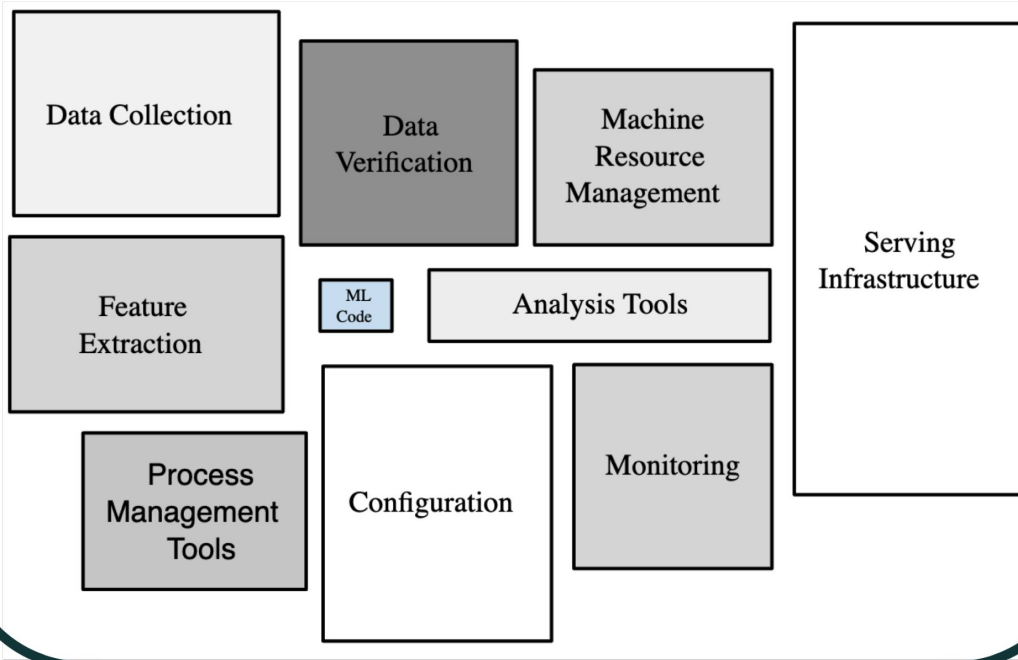 Data Collection
Data
Verification
Machine
Resource
Management
Serving
Infrastructure
Feature
Extraction
ML
Code
Analysis Tools
Process
Management
Tools
Configuration
Monitoring